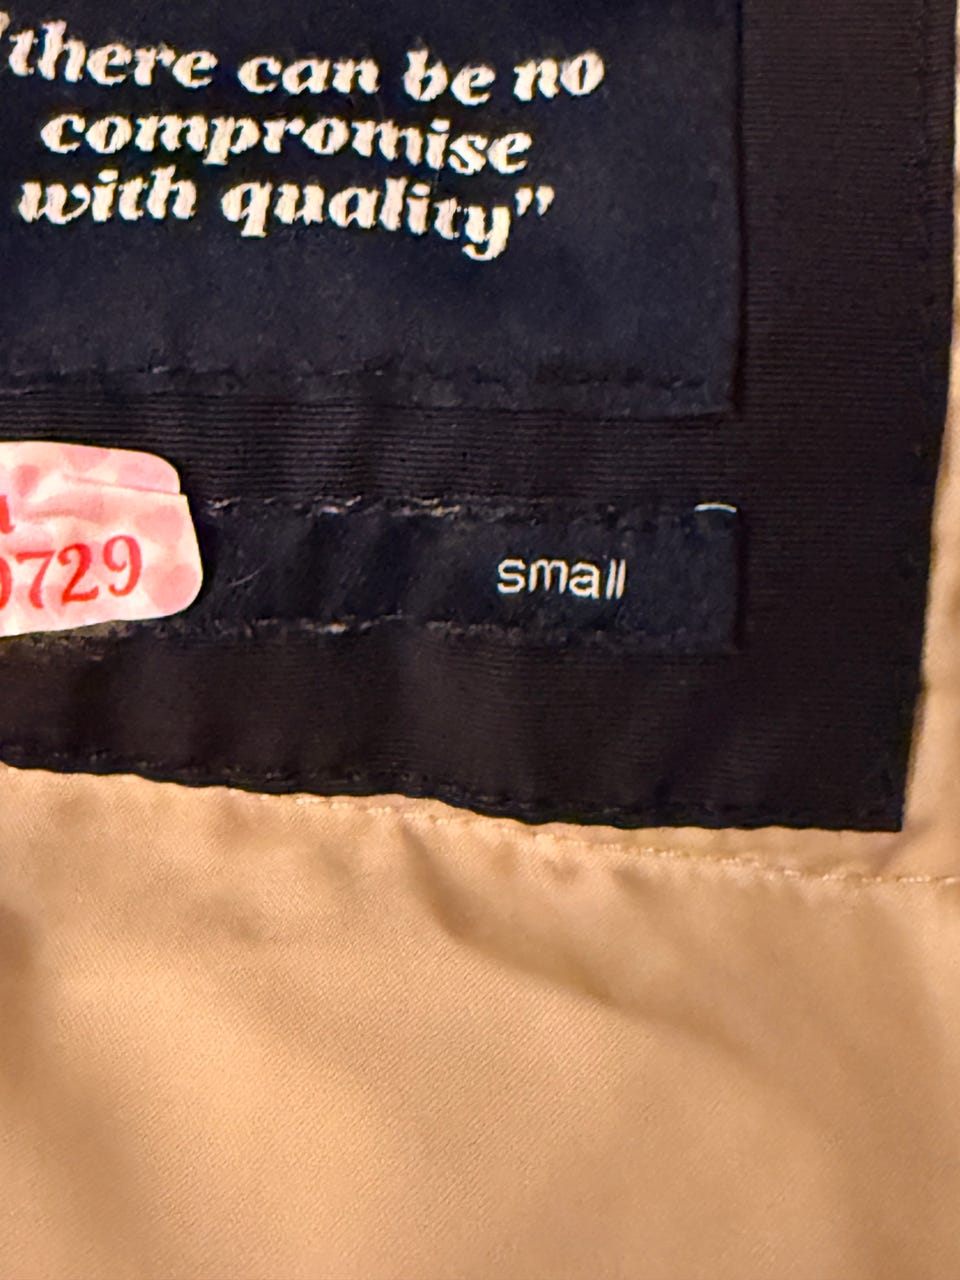 "there can be no
compromise
with quality"
0729
small